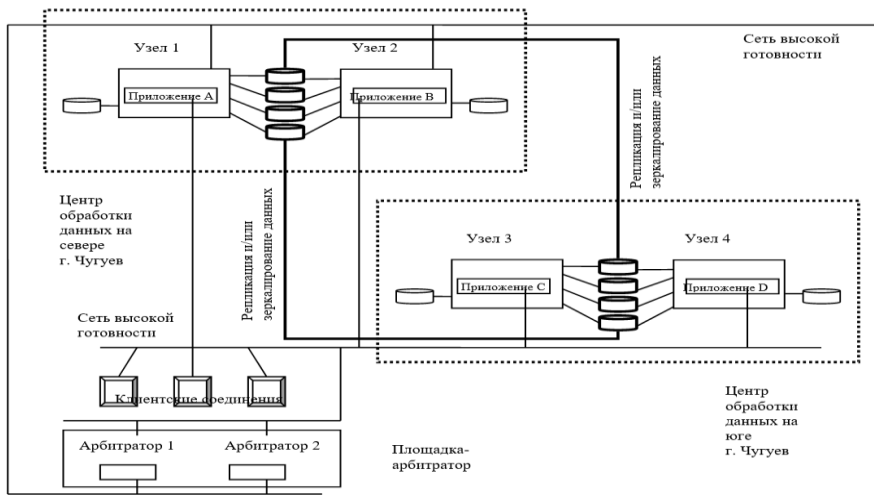 Узел 1
Узел 2
Сеть высокой
готовности
Приложение A
Приложение B
Репликация и/или
зеркалирование данных
Центр
обработки
данных на
севере
г. Чугуев
Репликация и/или
зеркалирование данных
Узел 3
Узел 4
Приложение C
Приложение D
Сеть высокой
готовности
Клиентские соединения
Центр
обработки
данных на
юге
г. Чугуев
Арбитратор 1
Арбитратор 2
Площадка-
арбитратор